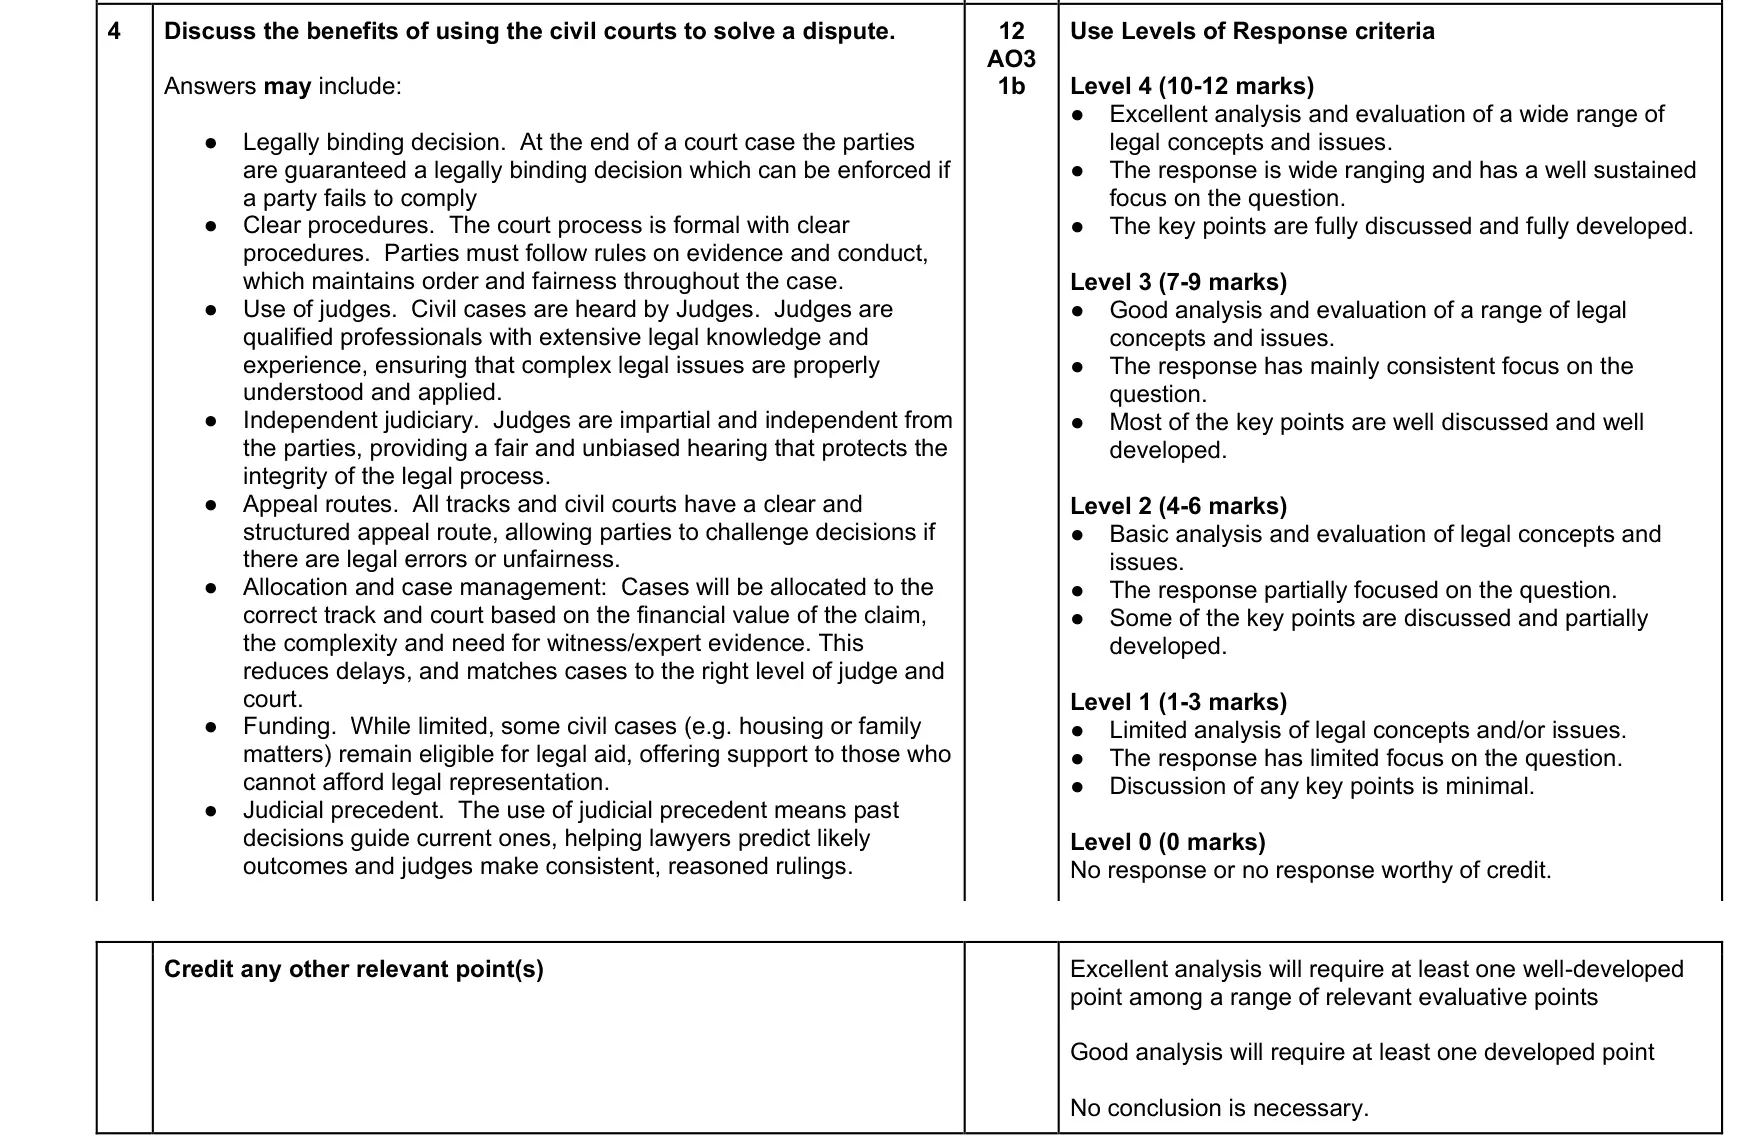 4
Discuss the benefits of using the civil courts to solve a dispute.
Answers may include:
● Legally binding decision.  At the end of a court case the parties
are guaranteed a legally binding decision which can be enforced if
a party fails to comply
● Clear procedures.  The court process is formal with clear
procedures.  Parties must follow rules on evidence and conduct,
which maintains order and fairness throughout the case.
● Use of judges.  Civil cases are heard by Judges.  Judges are
qualified professionals with extensive legal knowledge and
experience, ensuring that complex legal issues are properly
understood and applied.
● Independent judiciary.  Judges are impartial and independent from
the parties, providing a fair and unbiased hearing that protects the
integrity of the legal process.
● Appeal routes.  All tracks and civil courts have a clear and
structured appeal route, allowing parties to challenge decisions if
there are legal errors or unfairness.
● Allocation and case management:  Cases will be allocated to the
correct track and court based on the financial value of the claim,
the complexity and need for witness/expert evidence. This
reduces delays, and matches cases to the right level of judge and
court.
● Funding.  While limited, some civil cases (e.g. housing or family
matters) remain eligible for legal aid, offering support to those who
cannot afford legal representation.
● Judicial precedent.  The use of judicial precedent means past
decisions guide current ones, helping lawyers predict likely
outcomes and judges make consistent, reasoned rulings.
12
AO3
1b
Use Levels of Response criteria
Level 4 (10-12 marks)
● Excellent analysis and evaluation of a wide range of
legal concepts and issues.
● The response is wide ranging and has a well sustained
focus on the question.
● The key points are fully discussed and fully developed.
Level 3 (7-9 marks)
● Good analysis and evaluation of a range of legal
concepts and issues.
● The response has mainly consistent focus on the
question.
● Most of the key points are well discussed and well
developed.
Level 2 (4-6 marks)
● Basic analysis and evaluation of legal concepts and
issues.
● The response partially focused on the question.
● Some of the key points are discussed and partially
developed.
Level 1 (1-3 marks)
● Limited analysis of legal concepts and/or issues.
● The response has limited focus on the question.
● Discussion of any key points is minimal.
Level 0 (0 marks)
No response or no response worthy of credit.
Credit any other relevant point(s)
Excellent analysis will require at least one well-developed
point among a range of relevant evaluative points
Good analysis will require at least one developed point
No conclusion is necessary.